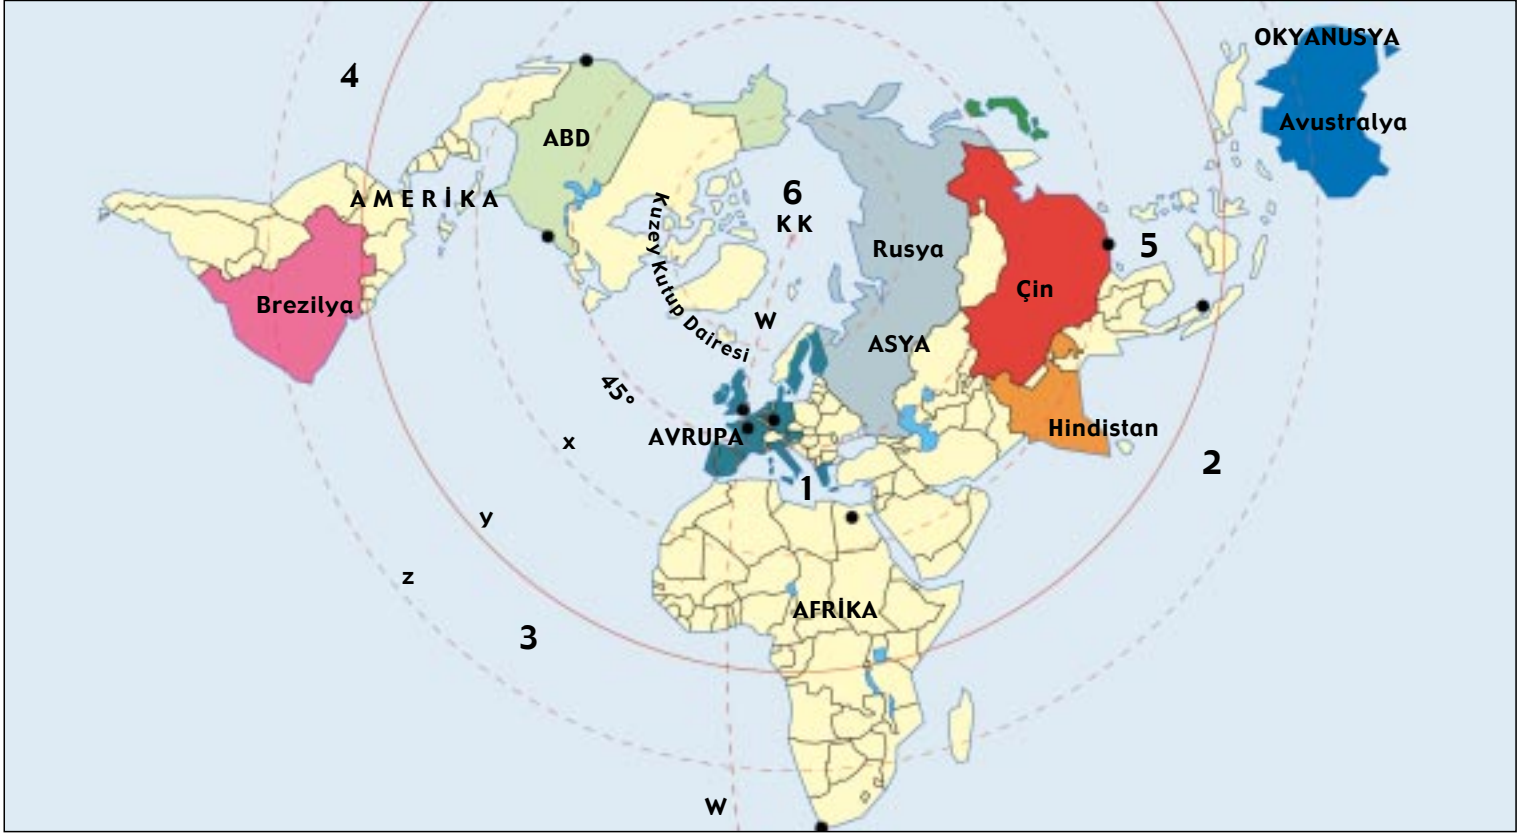 OKYANUSYA
4
Avustralya
ABD
AMERİKA
6
KK
Kuzey Kutup Dairesi
Rusya
5
Çin
Brezilya
W
ASYA
45°
AVRUPA
x
Hindistan
2
1
y
z
AFRİKA
3
W